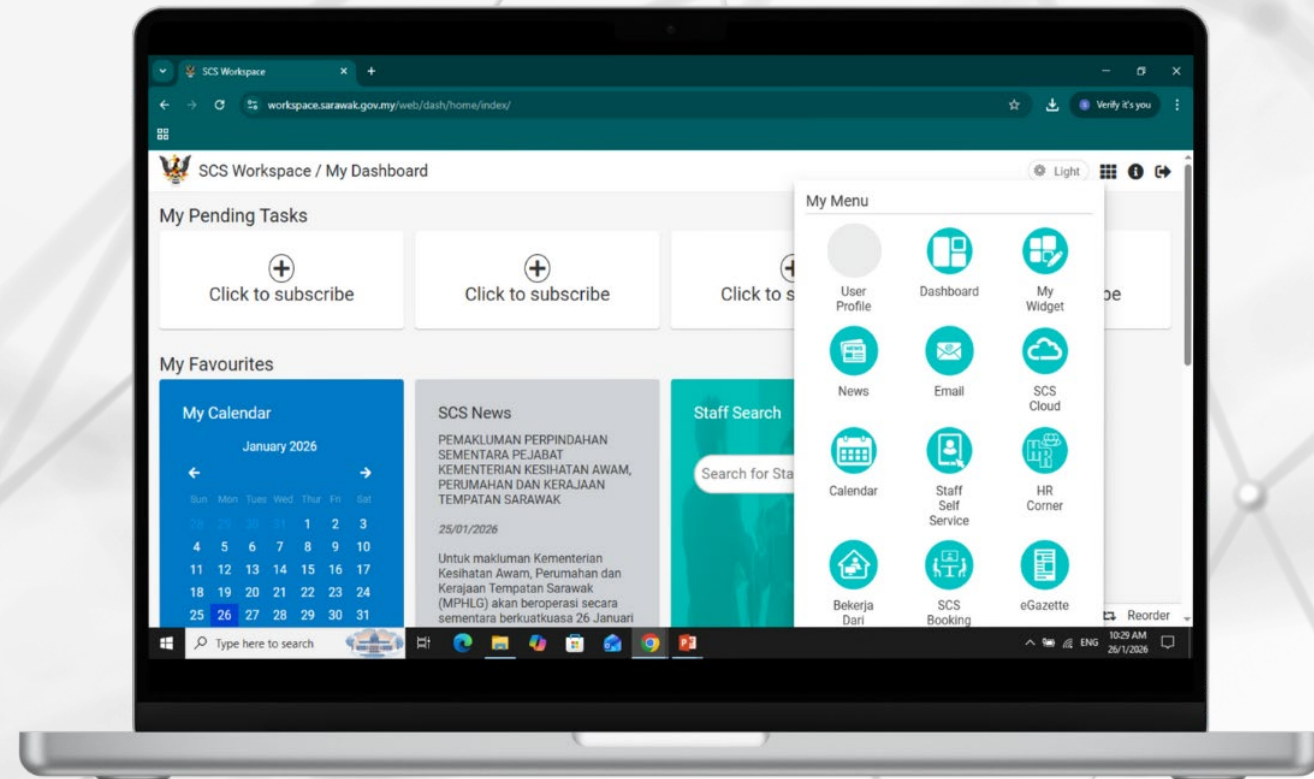 SCS Workspace
workspace.sarawak.gov.my/web/dash/home/index/
Verify it's you
SCS Workspace / My Dashboard
Light
My Pending Tasks
Click to subscribe
Click to subscribe
Click to s
be
My Favourites
My Calendar
January 2026
Sun Mon Tues Wed Thur Fri Sat
28 29 30 31 1 2 3
4 5 6 7 8 9 10
11 12 13 14 15 16 17
18 19 20 21 22 23 24
25 26 27 28 29 30 31
SCS News
PEMAKLUMAN PERPINDAHAN
SEMENTARA PEJABAT
KEMENTERIAN KESIHATAN AWAM,
PERUMAHAN DAN KERAJAAN
TEMPATAN SARAWAK
25/01/2026
Untuk makluman Kementerian
Kesihatan Awam, Perumahan dan
Kerajaan Tempatan Sarawak
(MPHLG) akan beroperasi secara
sementara berkuatkuasa 26 Januari
Staff Search
Search for Sta
My Menu
User
Profile
Dashboard
My
Widget
NEWS
News
Email
SCS
Cloud
Calendar
Staff
Self
Service
HR
HR
Corner
Bekerja
Dari
SCS
Booking
eGazette
Reorder
Type here to search
ENG
10:29 AM
26/1/2026